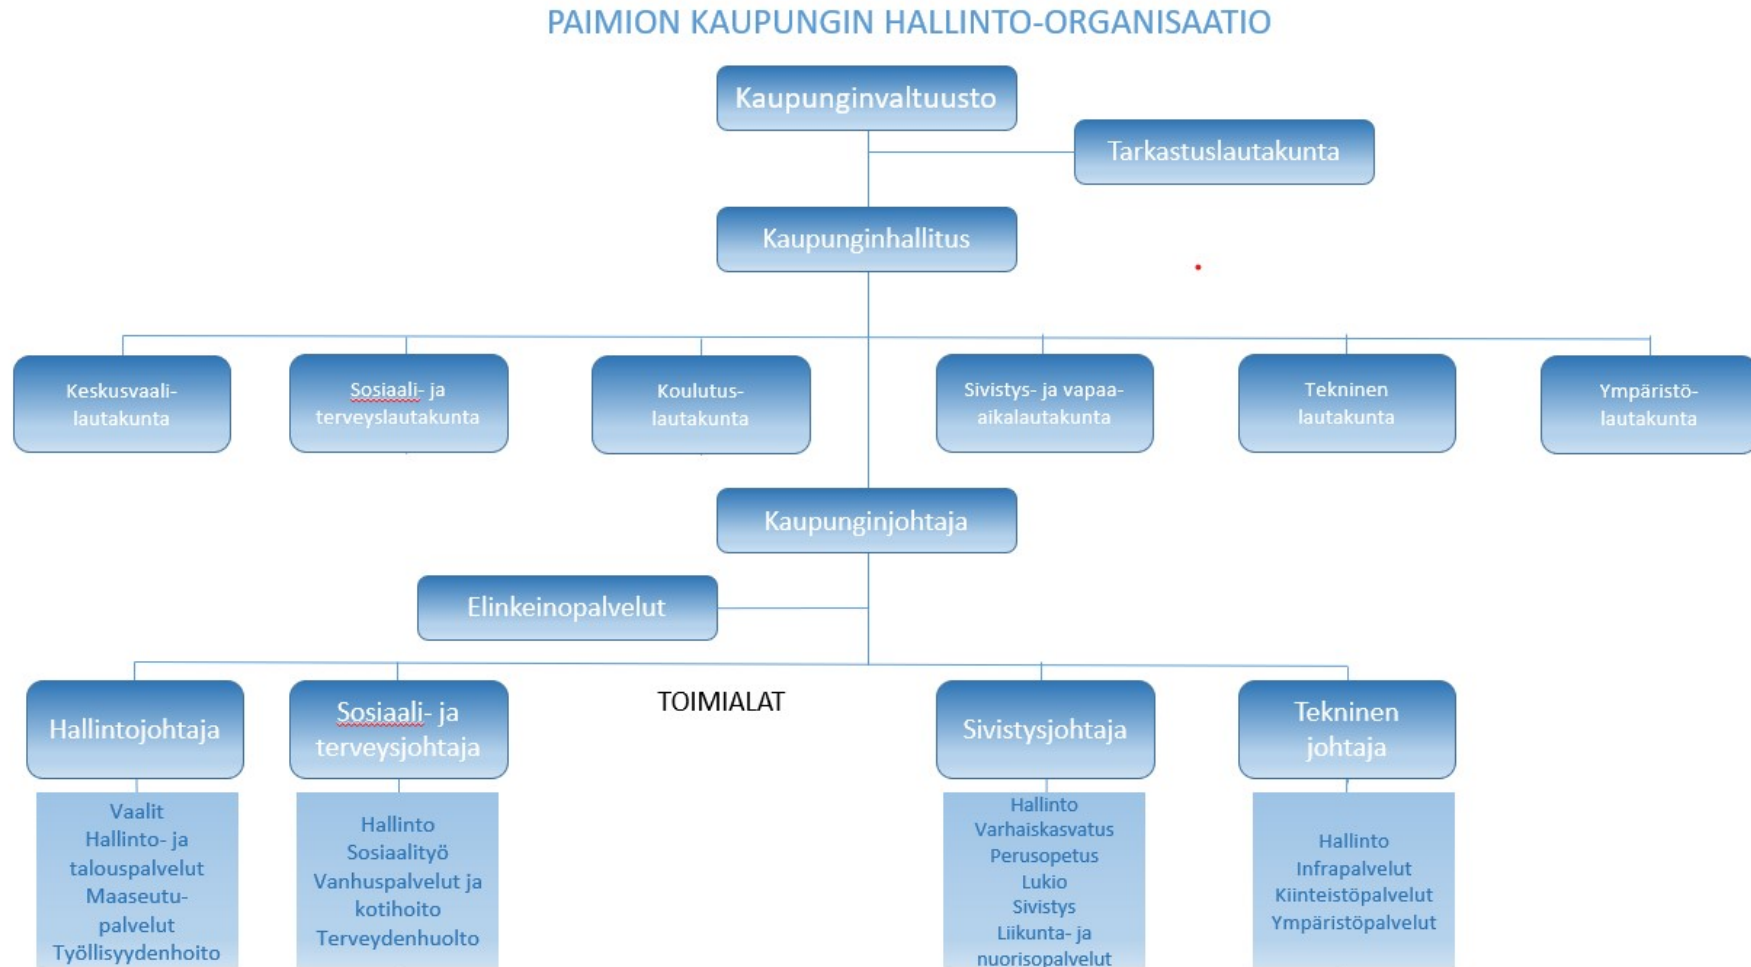 PAIMION KAUPUNGIN HALLINTO-ORGANISAATIO
Kaupunginvaltuusto
Tarkastuslautakunta
Kaupunginhallitus
Keskusvaali-
lautakunta
Sosiaali- ja
terveyslautakunta
Koulutus-
lautakunta
Sivistys- ja vapaa-
aikalautakunta
Tekninen
lautakunta
Ympäristö-
lautakunta
Kaupunginjohtaja
Elinkeinopalvelut
TOIMIALAT
Hallintojohtaja
Sosiaali- ja
terveysjohtaja
Sivistysjohtaja
Tekninen
johtaja
Vaalit
Hallinto- ja
talouspalvelut
Maaseutu-
palvelut
Työllisyydenhoito
Hallinto
Sosiaalityö
Vanhuspalvelut ja
kotihoito
Terveydenhuolto
Hallinto
Varhaiskasvatus
Perusopetus
Lukio
Sivistys
Liikunta- ja
nuorisopalvelut
Hallinto
Infrapalvelut
Kiinteistöpalvelut
Ympäristöpalvelut